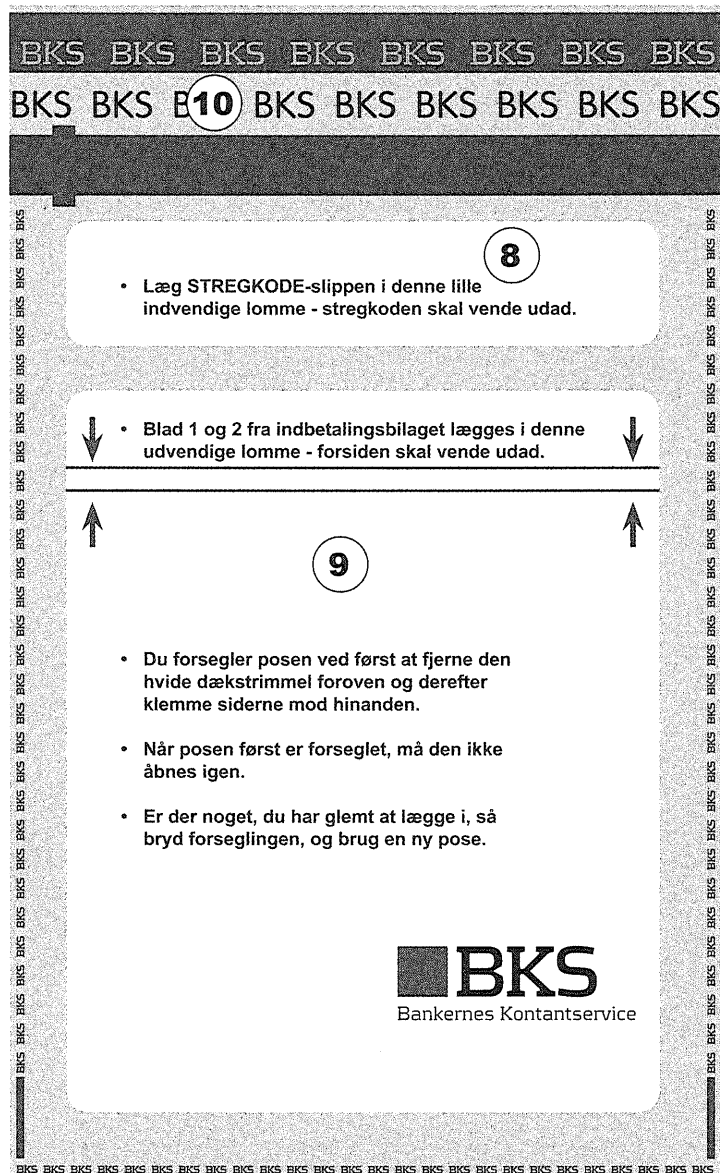 BKS BKS BKS BKS BKS BKS BKS BKS
BKS BKS B 10 BKS BKS BKS BKS BKS BKS
8
• Læg STREGKODE-slippen i denne lille
indvendige lomme - stregkoden skal vende udad.
• Blad 1 og 2 fra indbetalingsbilaget lægges i denne
udvendige lomme - forsiden skal vende udad.
9
• Du forsegler posen ved først at fjerne den
hvide dækstrimmel foroven og derefter
klemme siderne mod hinanden.
• Når posen først er forseglet, må den ikke
åbnes igen.
• Er der noget, du har glemt at lægge i, så
bryd forseglingen, og brug en ny pose.
BKS
Bankernes Kontantservice
BKS BKS BKS BKS BKS BKS BKS BKS BKS BKS BKS BKS BKS BKS BKS BKS BKS BKS BKS BKS BKS BKS BKS BKS BKS BKS